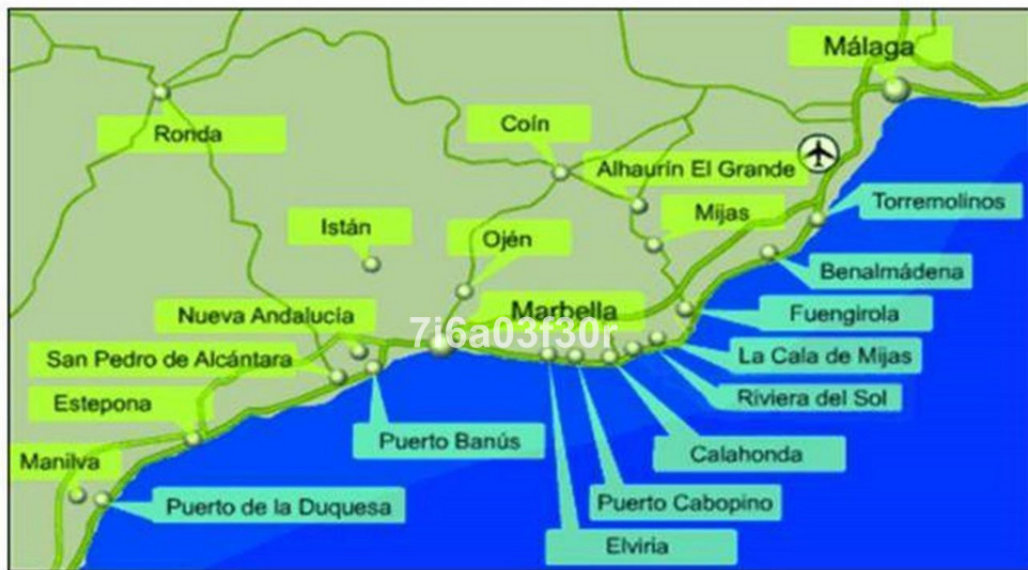 Málaga
Ronda
Coín
Alhaurín El Grande
Torremolinos
Mijas
Istán
Ojén
Benalmádena
Marbella
Nueva Andalucía
Fuengirola
7i6a03f30r
San Pedro de Alcántara
La Cala de Mijas
Riviera del Sol
Estepona
Puerto Banús
Calahonda
Manilva
Puerto Cabopino
Puerto de la Duquesa
Elviria